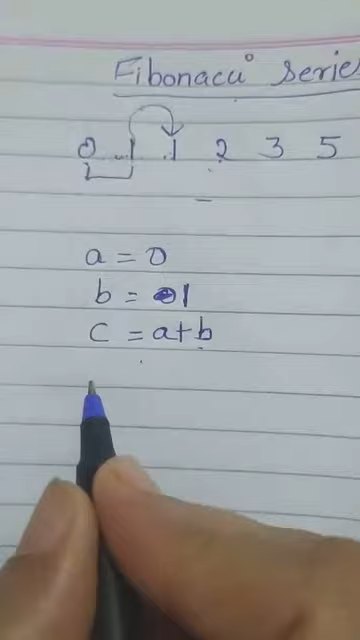 Fibonacci Series
0 1 1 2 3 5
a = 0
b = 1
c = a+b